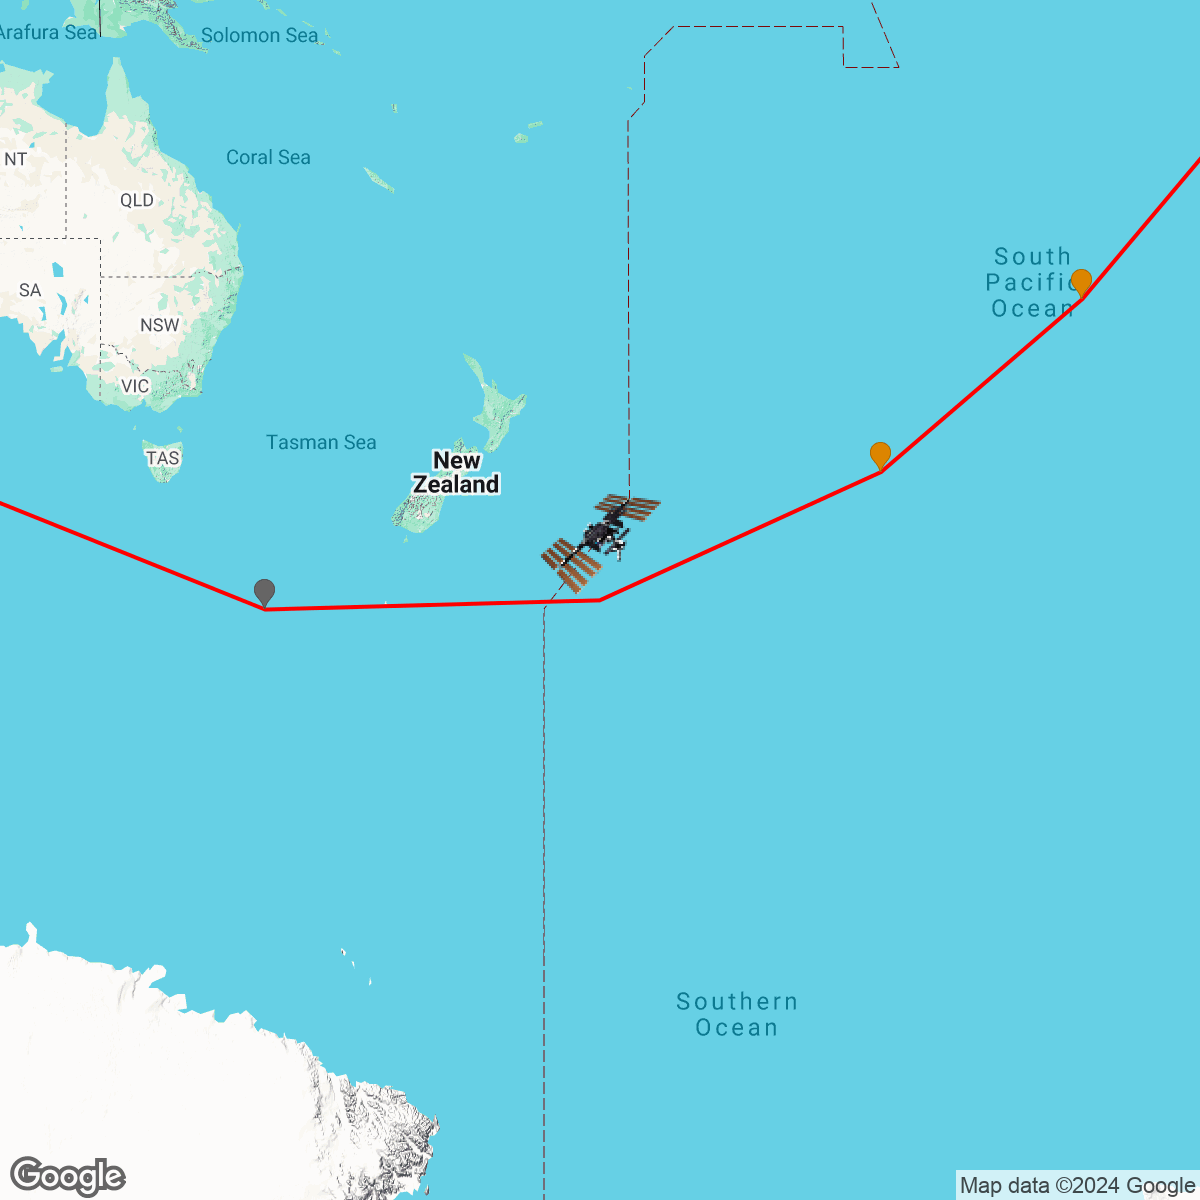 Arafura Sea
Solomon Sea
Coral Sea
NT
QLD
South
Pacific
Ocean
SA
NSW
VIC
Tasman Sea
TAS
New
Zealand
Southern
Ocean
Google
Map data ©2024 Google